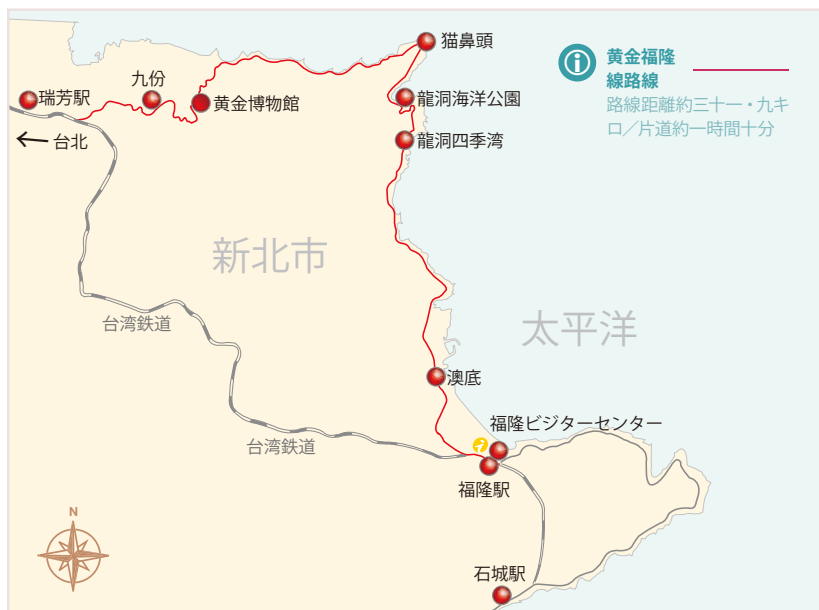 猫鼻頭
黄金福隆
線路線
路線距離約三十一・九キ
ロ／片道約一時間十分
九份
瑞芳駅
黄金博物館
龍洞海洋公園
台北
龍洞四季湾
新北市
台湾鉄道
太平洋
澳底
福隆ビジターセンター
台湾鉄道
福隆駅
N
石城駅